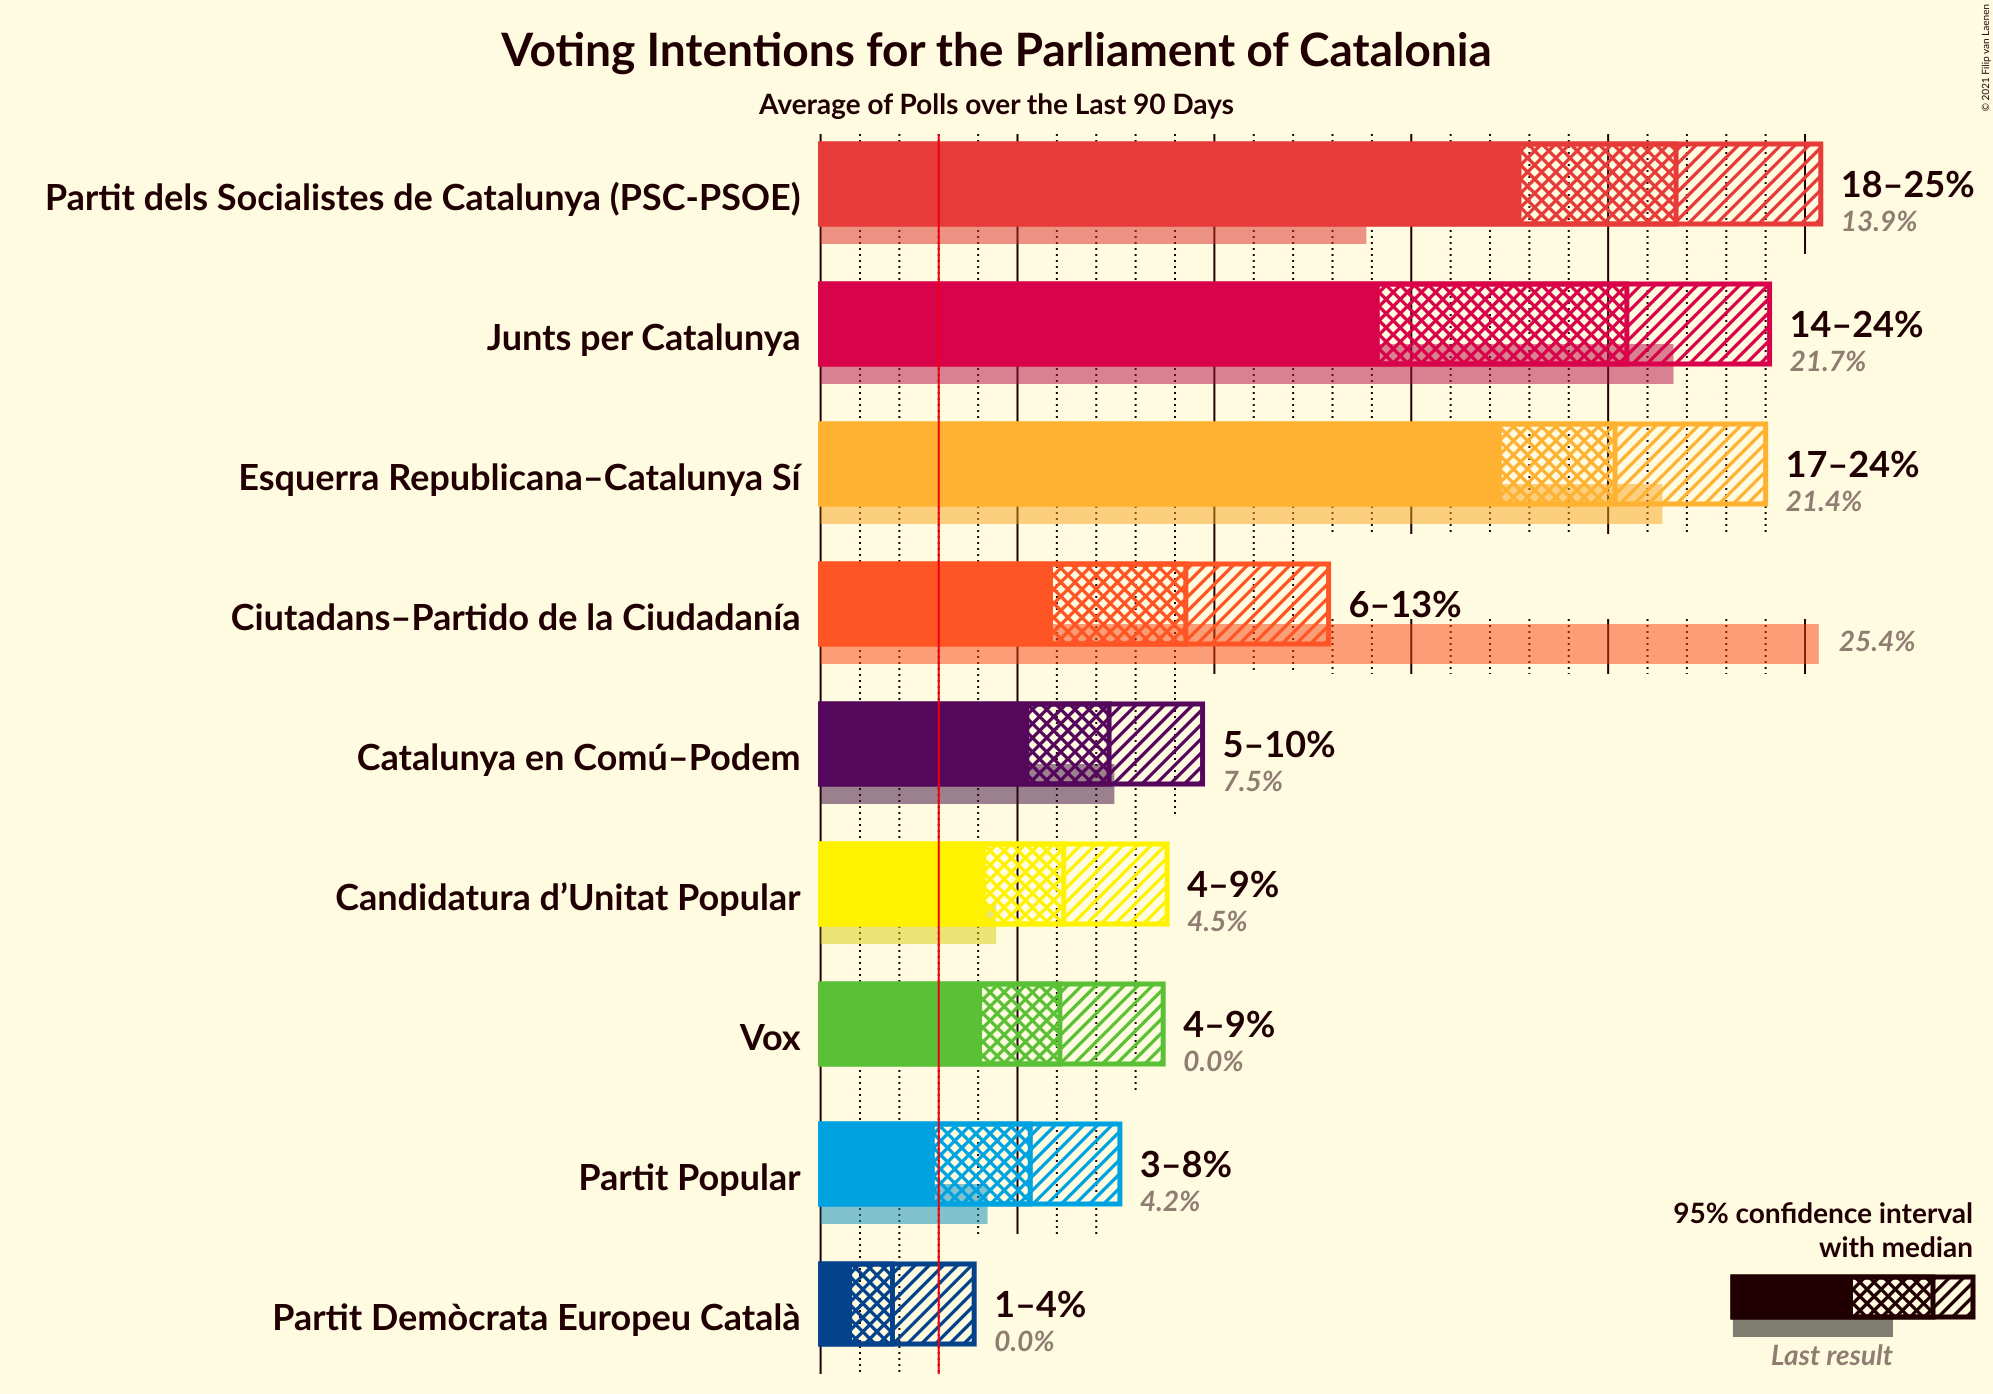 Voting Intentions for the Parliament of Catalonia
Average of Polls over the Last 90 Days
© 2021 Filip van Laenen
Partit dels Socialistes de Catalunya (PSC-PSOE)
18–25%
13.9%
Junts per Catalunya
14–24%
21.7%
Esquerra Republicana–Catalunya Sí
17–24%
21.4%
Ciutadans–Partido de la Ciudadanía
6–13%
25.4%
Catalunya en Comú–Podem
5–10%
7.5%
Candidatura d’Unitat Popular
4–9%
4.5%
Vox
4–9%
0.0%
Partit Popular
3–8%
4.2%
Partit Demòcrata Europeu Català
1–4%
0.0%
95% confidence interval
with median
Last result